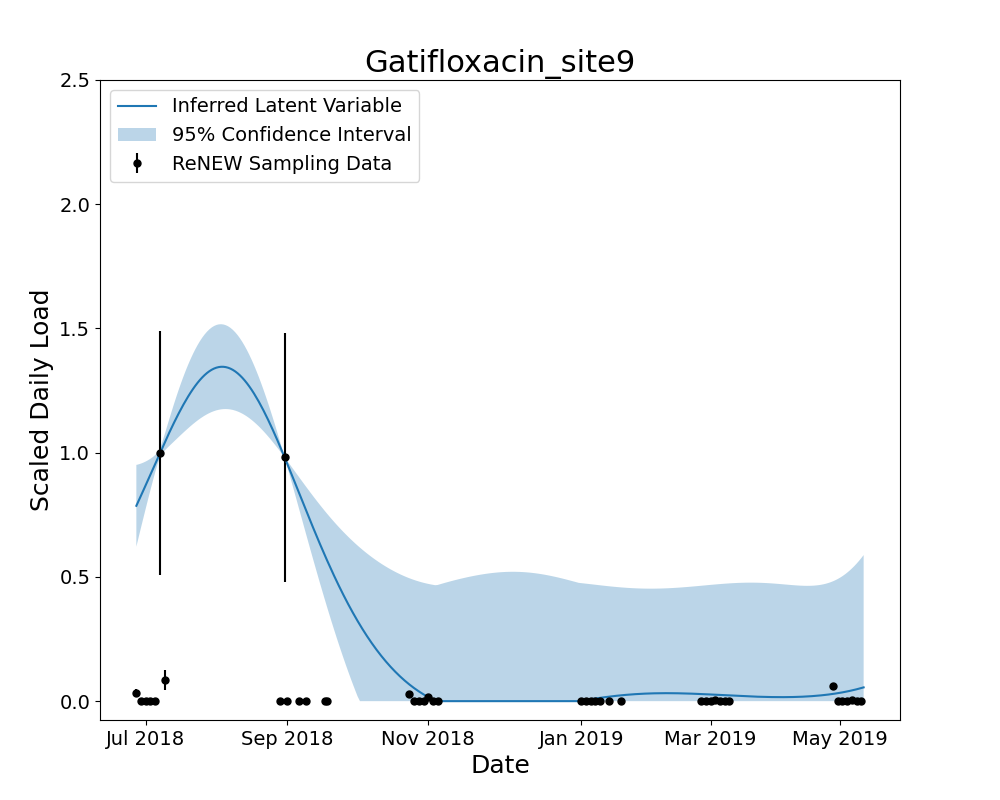 Gatifloxacin_site9
Inferred Latent Variable
95% Confidence Interval
ReNEW Sampling Data
Scaled Daily Load
2.5
2.0
1.5
1.0
0.5
0.0
Jul 2018 Sep 2018 Nov 2018 Jan 2019 Mar 2019 May 2019
Date